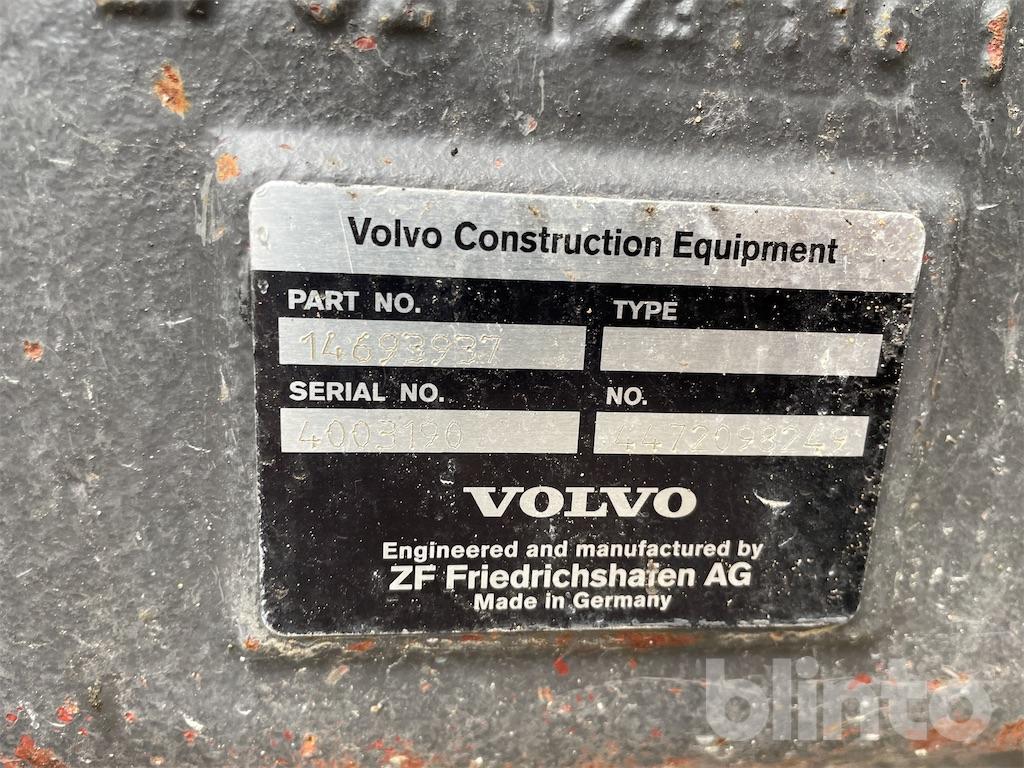 Volvo Construction Equipment
PART NO. TYPE
14693937
SERIAL NO. NO.
4003190 4472098249
VOLVO
Engineered and manufactured by
ZF Friedrichshafen AG
Made in Germany
blinto